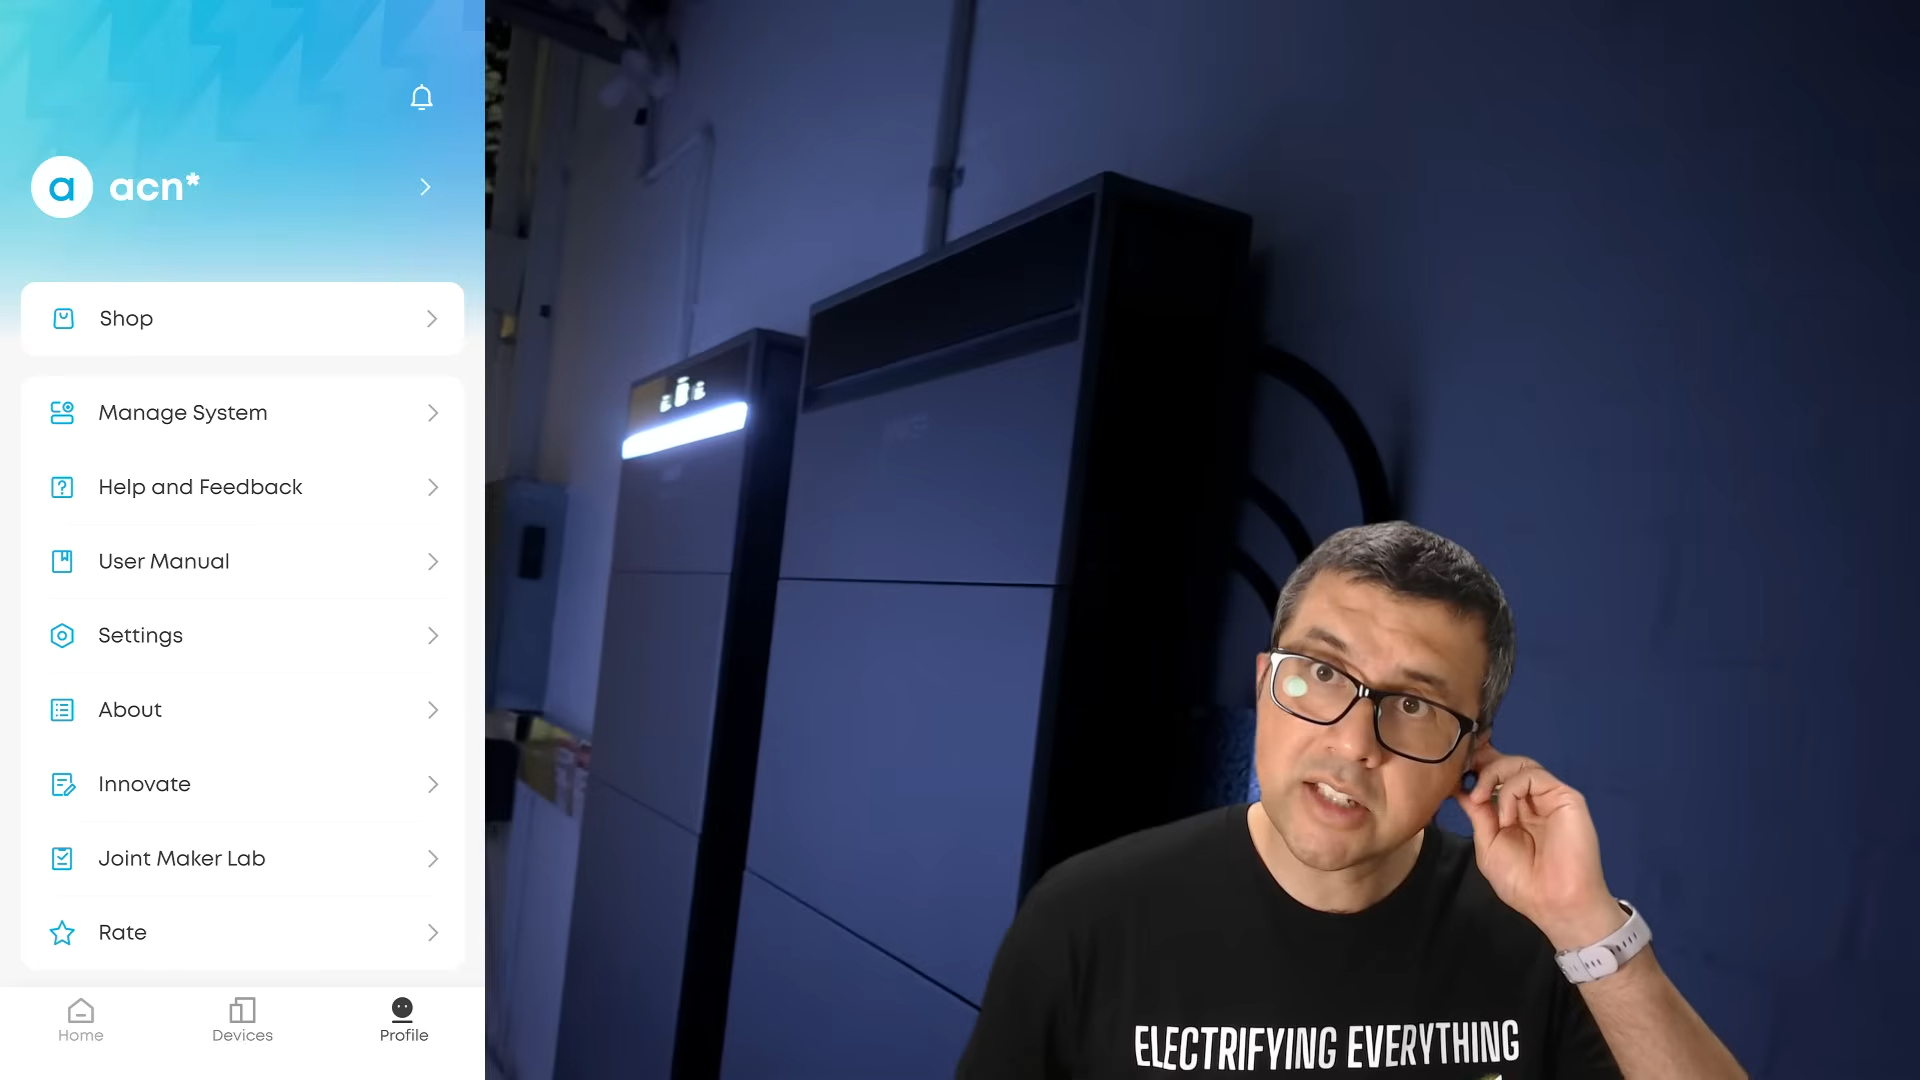 a
acn*
Shop
Manage System
Help and Feedback
User Manual
Settings
About
Innovate
Joint Maker Lab
Rate
Home
Devices
Profile
ELECTRIFYING EVERYTHING